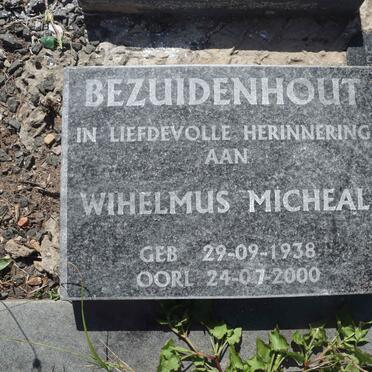 BEZUIDENHOUT
IN LIEFDEVOLLE HERINNERING
AAN
WIHELMUS MICHEAL
GEB 29-09-1938
OORL 24-07-2000